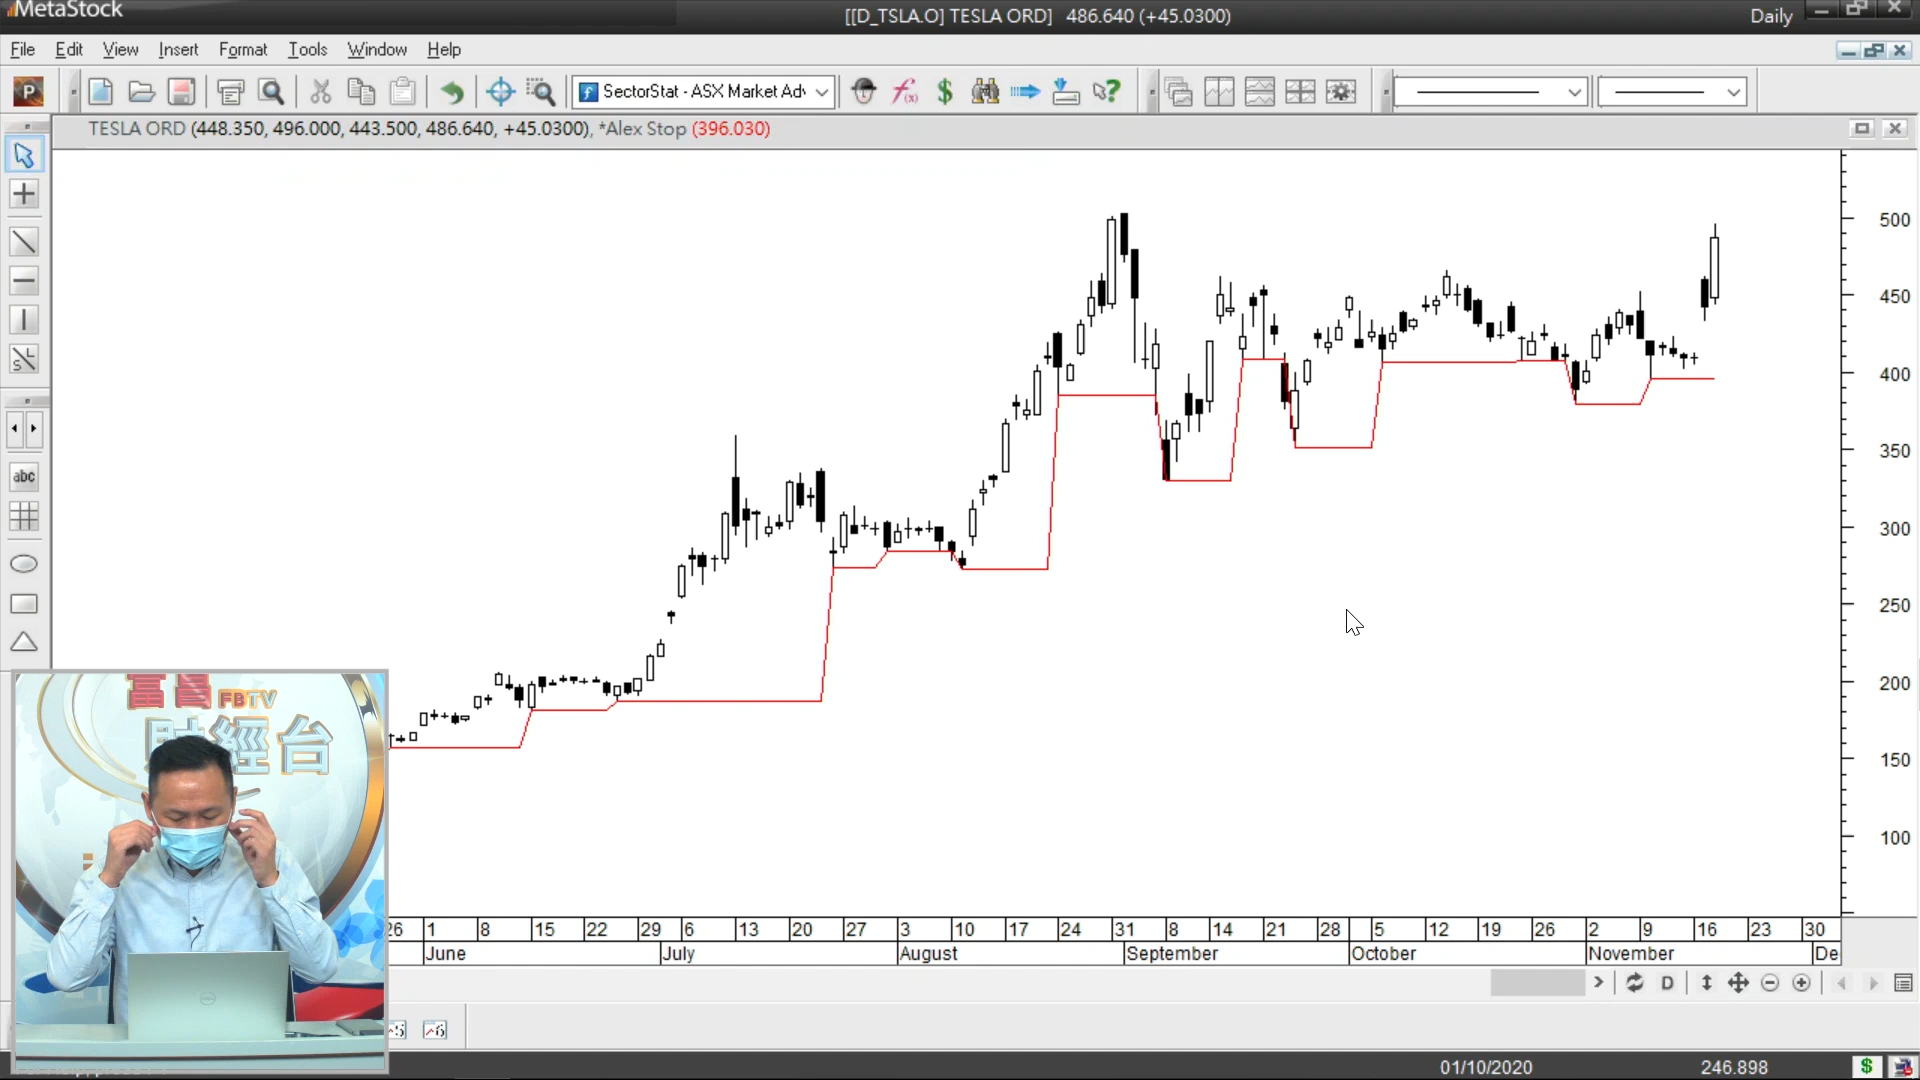 MetaStock
[[D_TSLA.O] TESLA ORD] 486.640 (+45.0300)
Daily
File Edit View Insert Format Tools Window Help
P
SectorStat - ASX Market Adv
TESLA ORD (448.350, 496.000, 443.500, 486.640, +45.0300), *Alex Stop (396.030)
500
450
400
350
300
250
200
150
100
abc
富昌 FBTV
財經台
26 1 8 15 22 29 6 13 20 27 3 10 17 24 31 8 14 21 28 5 12 19 26 2 9 16 23 30
June July August September October November De
D
5 6
01/10/2020 246.898